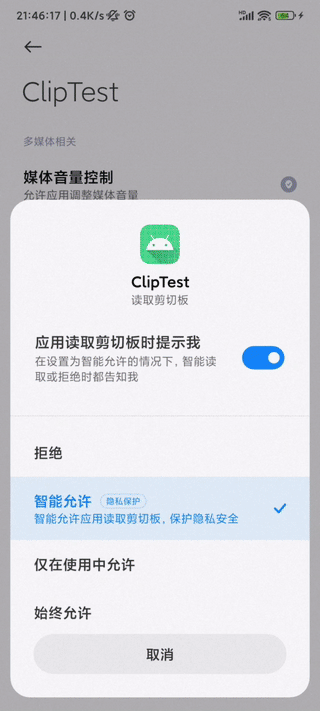 21:46:17 | 0.4K/s
ClipTest
多媒体相关
媒体音量控制
允许应用调整媒体音量
ClipTest
读取剪切板
应用读取剪切板时提示我
在设置为智能允许的情况下，智能读
取或拒绝时都告知我
拒绝
智能允许 隐私保护
智能允许应用读取剪切板，保护隐私安全
仅在使用中允许
始终允许
取消